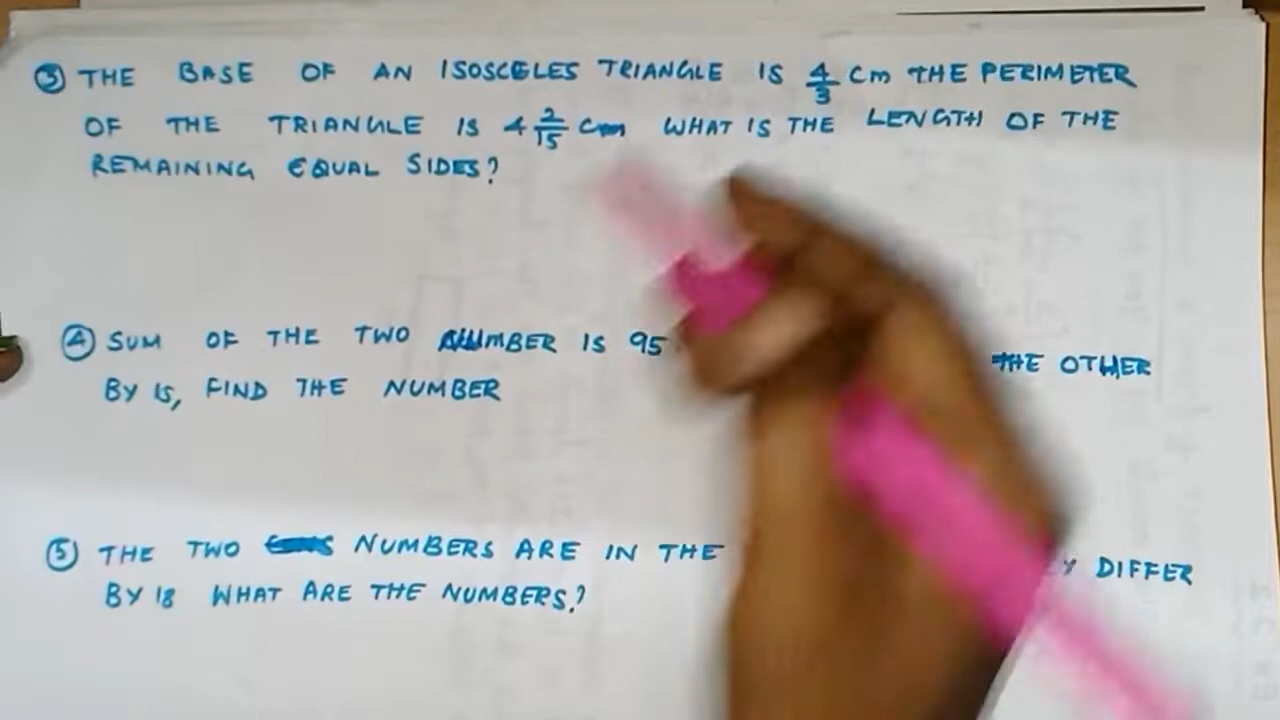 ③ THE BASE OF AN ISOSCELES TRIANGLE IS 4/3 cm THE PERIMETER
OF THE TRIANGLE IS 4 2/15 cm WHAT IS THE LENGTH OF THE
REMAINING EQUAL SIDES?
④ SUM OF THE TWO NUMBER IS 95 THE OTHER
BY 15, FIND THE NUMBER
⑤ THE TWO NUMBERS ARE IN THE DIFFER
BY 18 WHAT ARE THE NUMBERS?